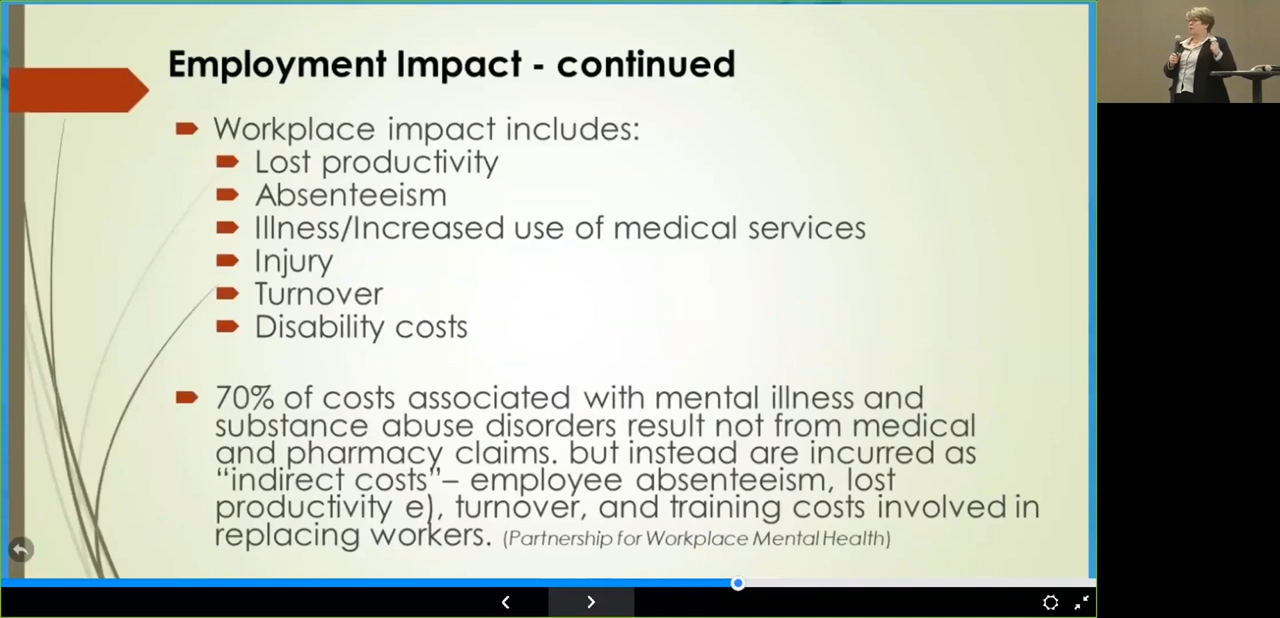 Employment Impact - continued
Workplace impact includes:
Lost productivity
Absenteeism
Illness/Increased use of medical services
Injury
Turnover
Disability costs
70% of costs associated with mental illness and
substance abuse disorders result not from medical
and pharmacy claims. but instead are incurred as
“indirect costs”– employee absenteeism, lost
productivity e), turnover, and training costs involved in
replacing workers. (Partnership for Workplace Mental Health)